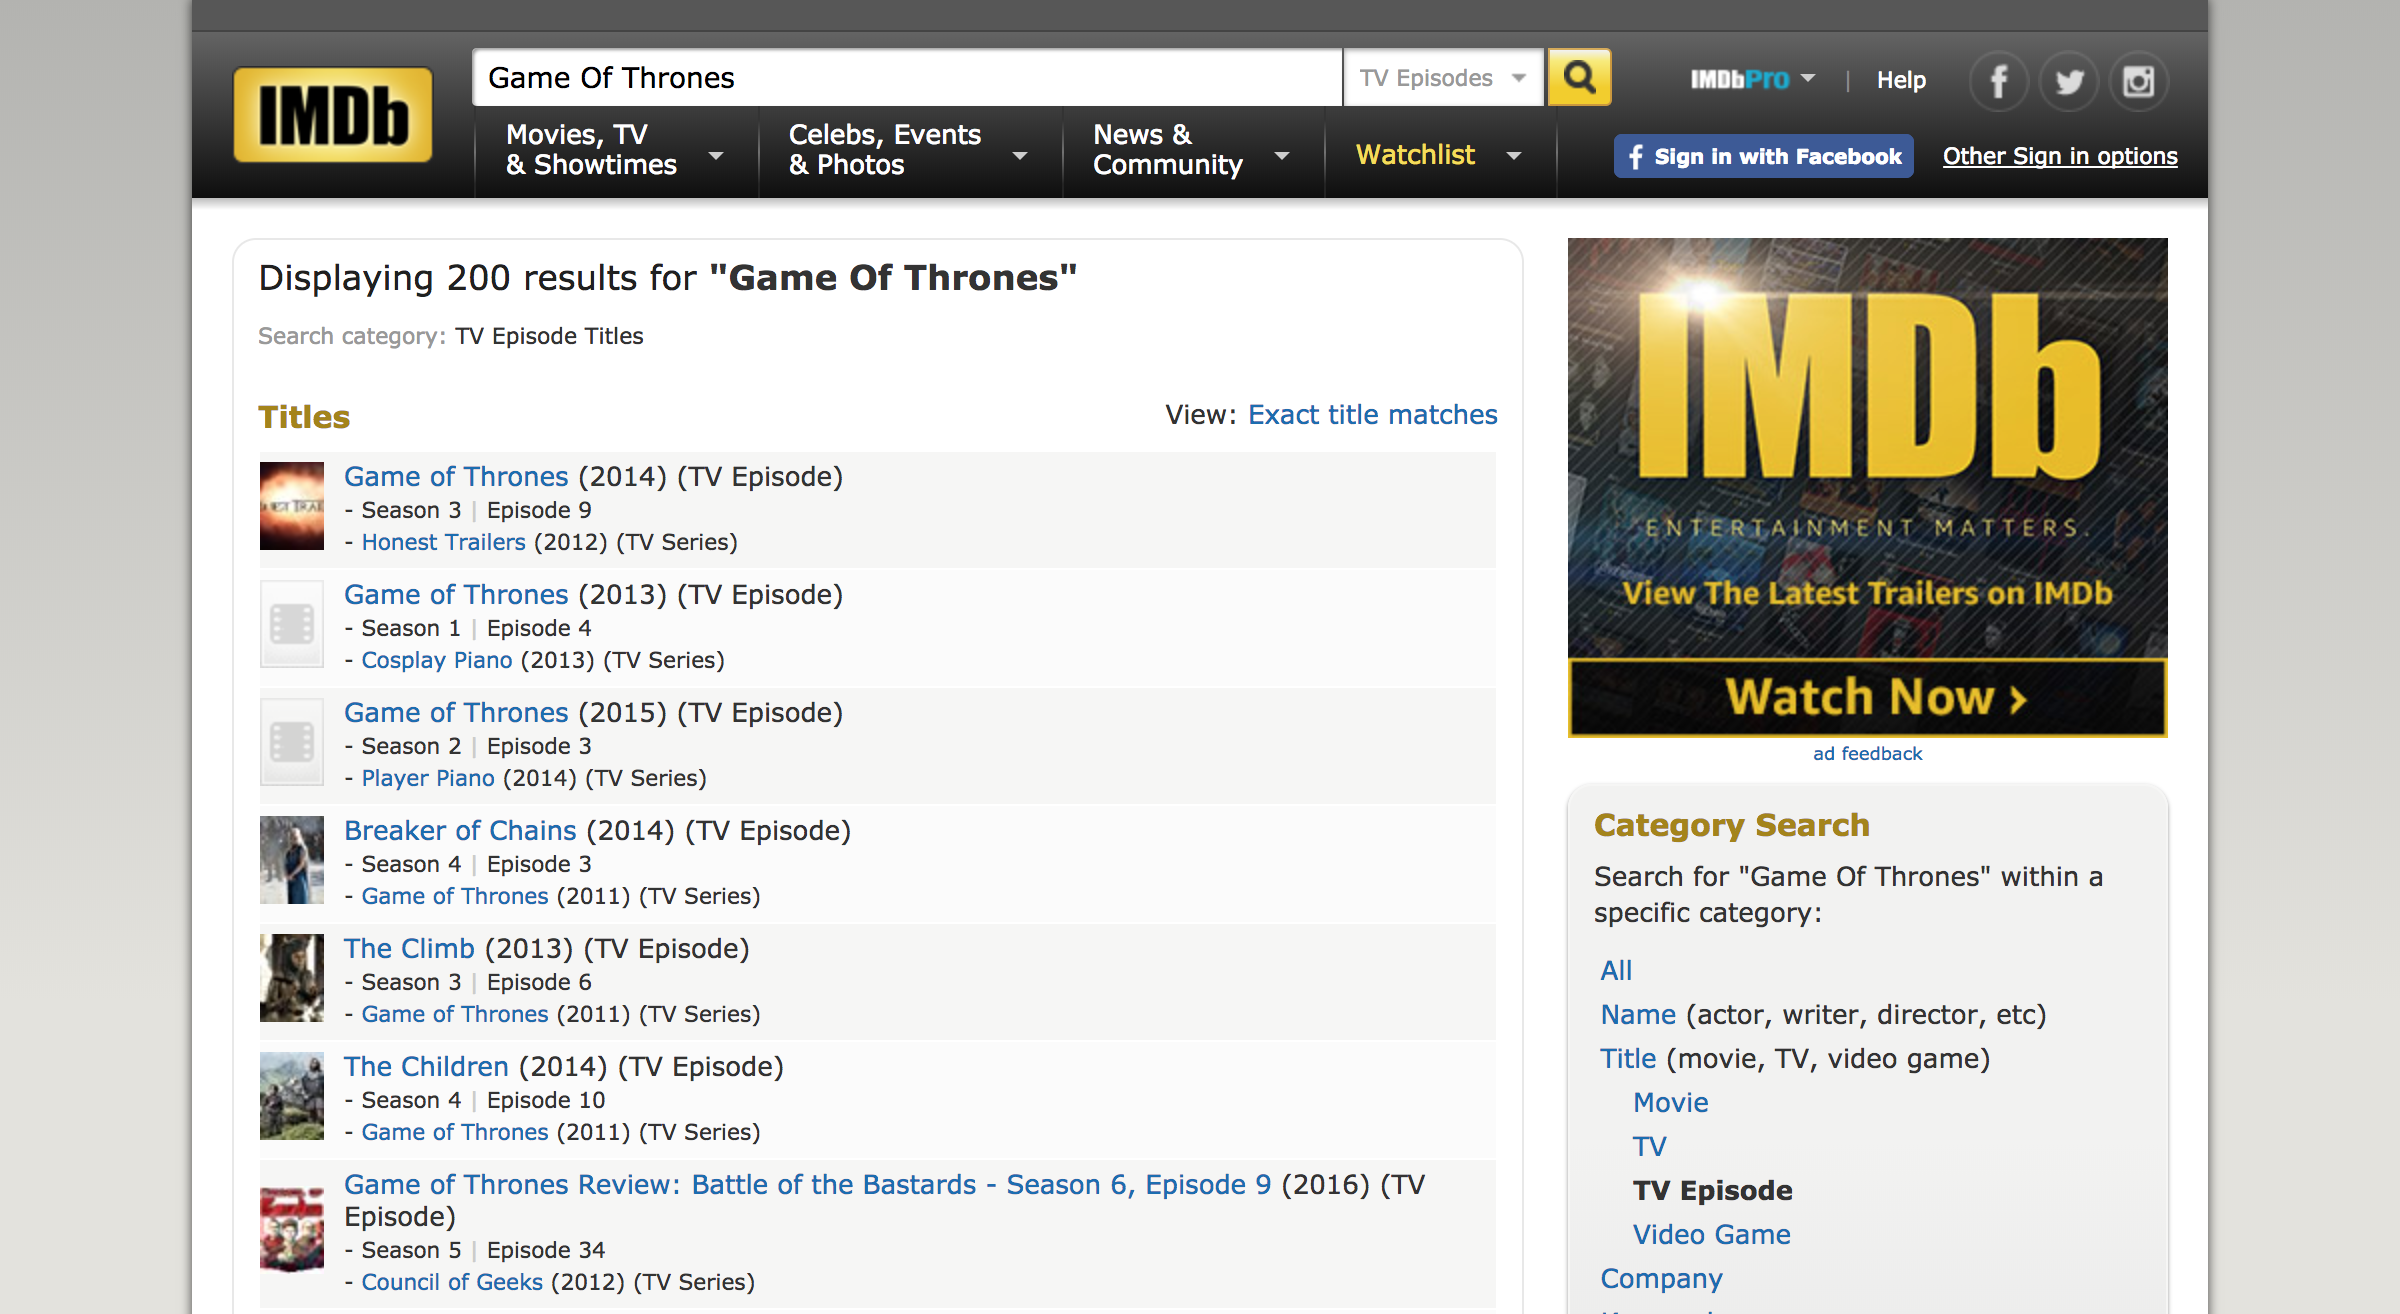 IMDb
Game Of Thrones
TV Episodes
IMDbPro
|
Help
Movies, TV
& Showtimes
Celebs, Events
& Photos
News &
Community
Watchlist
Sign in with Facebook
Other Sign in options
Displaying 200 results for "Game Of Thrones"
Search category: TV Episode Titles
Titles
View: Exact title matches
Game of Thrones (2014) (TV Episode)
- Season 3 | Episode 9
- Honest Trailers (2012) (TV Series)
Game of Thrones (2013) (TV Episode)
- Season 1 | Episode 4
- Cosplay Piano (2013) (TV Series)
Game of Thrones (2015) (TV Episode)
- Season 2 | Episode 3
- Player Piano (2014) (TV Series)
Breaker of Chains (2014) (TV Episode)
- Season 4 | Episode 3
- Game of Thrones (2011) (TV Series)
The Climb (2013) (TV Episode)
- Season 3 | Episode 6
- Game of Thrones (2011) (TV Series)
The Children (2014) (TV Episode)
- Season 4 | Episode 10
- Game of Thrones (2011) (TV Series)
Game of Thrones Review: Battle of the Bastards - Season 6, Episode 9 (2016) (TV
Episode)
- Season 5 | Episode 34
- Council of Geeks (2012) (TV Series)
IMDb
ENTERTAINMENT MATTERS.
View The Latest Trailers on IMDb
Watch Now ›
ad feedback
Category Search
Search for "Game Of Thrones" within a
specific category:
All
Name (actor, writer, director, etc)
Title (movie, TV, video game)
Movie
TV
TV Episode
Video Game
Company